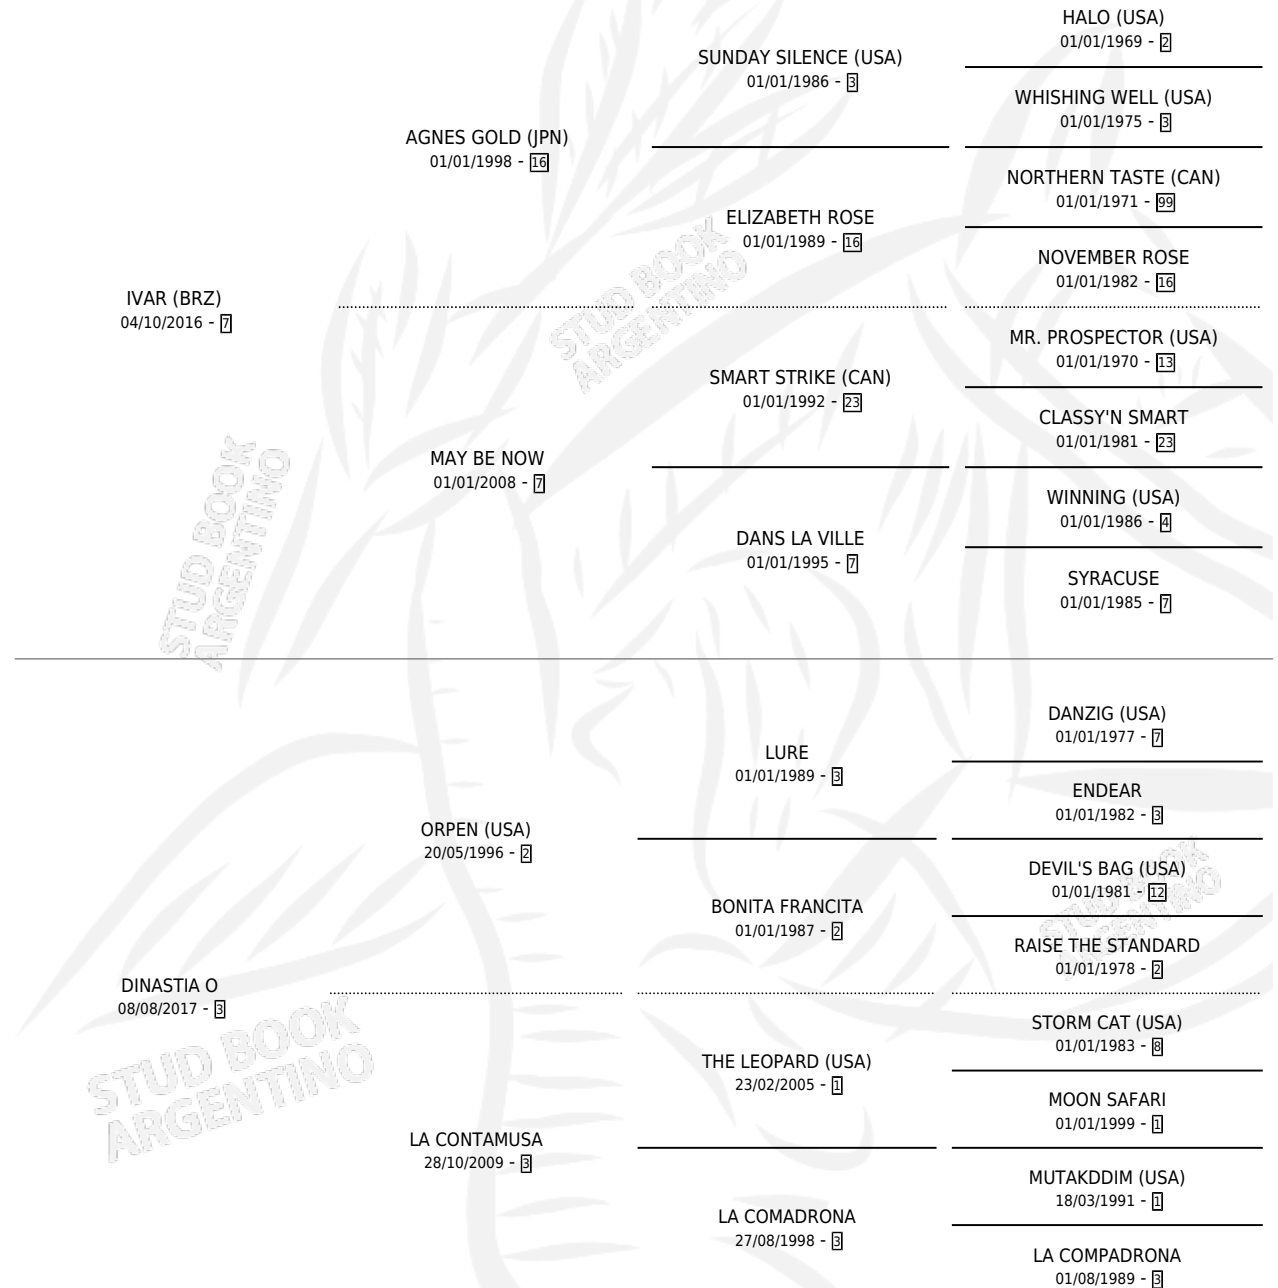 HALO (USA)
01/01/1969 - 2
SUNDAY SILENCE (USA)
01/01/1986 - 3
WHISHING WELL (USA)
01/01/1975 - 3
AGNES GOLD (JPN)
01/01/1998 - 16
NORTHERN TASTE (CAN)
01/01/1971 - 99
ELIZABETH ROSE
01/01/1989 - 16
NOVEMBER ROSE
01/01/1982 - 16
IVAR (BRZ)
04/10/2016 - 7
MR. PROSPECTOR (USA)
01/01/1970 - 13
SMART STRIKE (CAN)
01/01/1992 - 23
CLASSY'N SMART
01/01/1981 - 23
MAY BE NOW
01/01/2008 - 7
WINNING (USA)
01/01/1986 - 4
DANS LA VILLE
01/01/1995 - 7
SYRACUSE
01/01/1985 - 7
STUD BOOK
ARGENTINO
STUD BOOK
ARGENTINO
DANZIG (USA)
01/01/1977 - 7
LURE
01/01/1989 - 3
ENDEAR
01/01/1982 - 3
ORPEN (USA)
20/05/1996 - 2
DEVIL'S BAG (USA)
01/01/1981 - 12
BONITA FRANCITA
01/01/1987 - 2
RAISE THE STANDARD
01/01/1978 - 2
DINASTIA O
08/08/2017 - 3
STORM CAT (USA)
01/01/1983 - 8
THE LEOPARD (USA)
23/02/2005 - 1
MOON SAFARI
01/01/1999 - 1
LA CONTAMUSA
28/10/2009 - 3
MUTAKDDIM (USA)
18/03/1991 - 1
LA COMADRONA
27/08/1998 - 3
LA COMPADRONA
01/08/1989 - 3
STUD BOOK
ARGENTINO
STUD BOOK
ARGENTINO